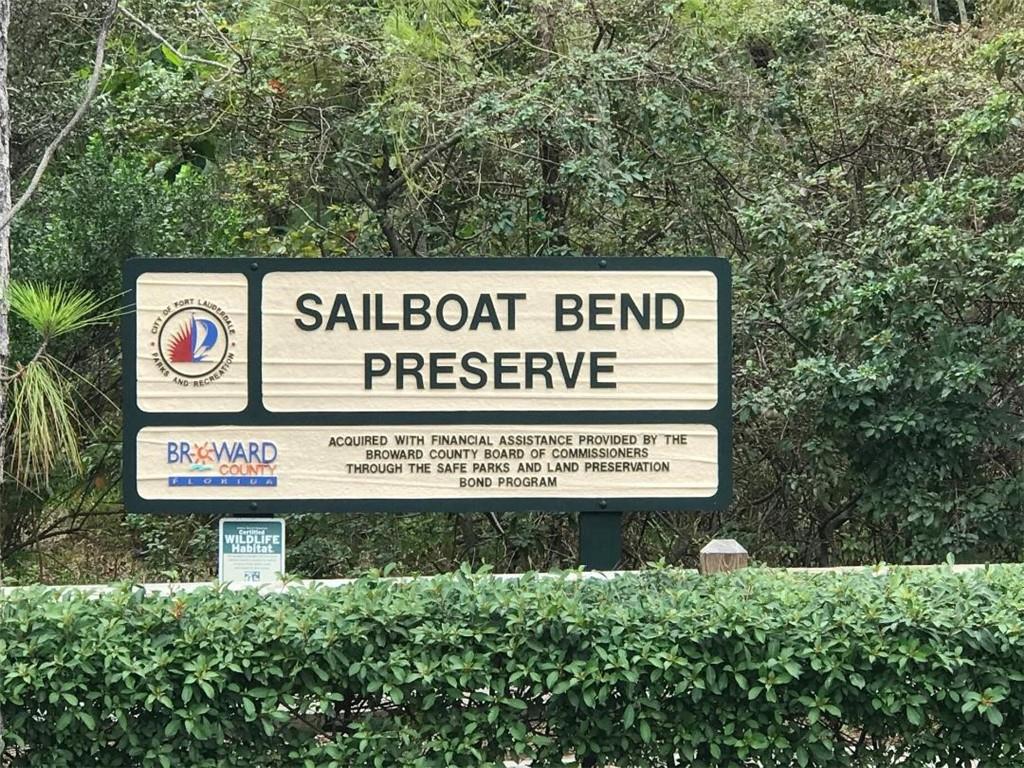 CITY OF FORT LAUDERDALE
PARKS AND RECREATION
SAILBOAT BEND
PRESERVE
BROWARD
COUNTY
FLORIDA
ACQUIRED WITH FINANCIAL ASSISTANCE PROVIDED BY THE
BROWARD COUNTY BOARD OF COMMISSIONERS
THROUGH THE SAFE PARKS AND LAND PRESERVATION
BOND PROGRAM
Certified
WILDLIFE
Habitat